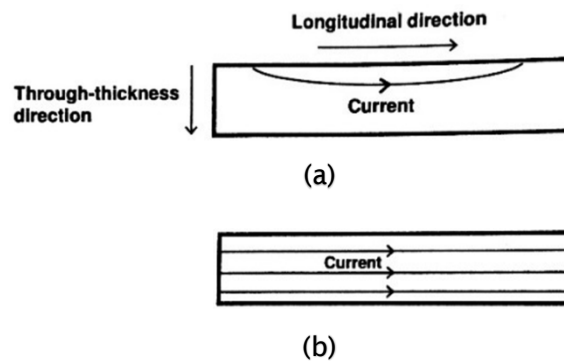 Longitudinal direction
Through-thickness
direction
Current
(a)
Current
(b)